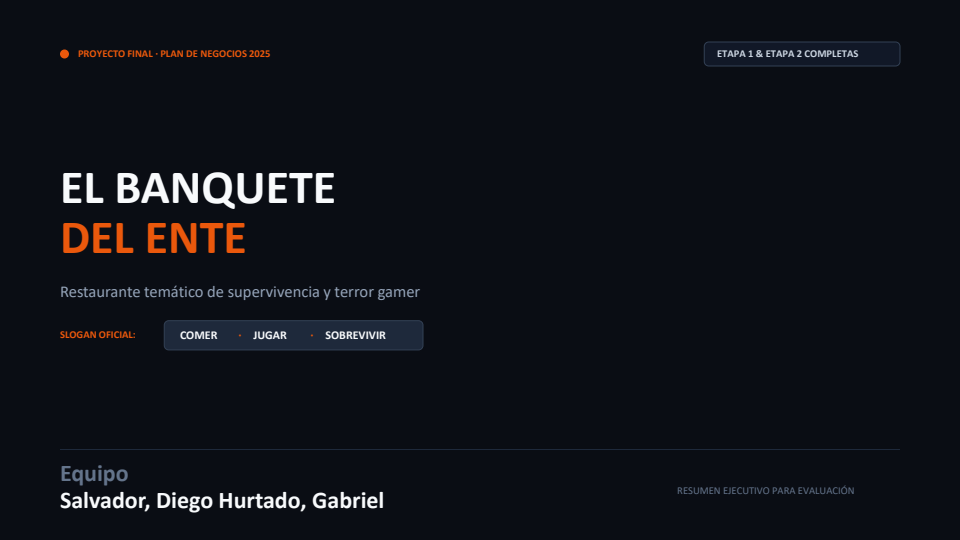 PROYECTO FINAL · PLAN DE NEGOCIOS 2025
ETAPA 1 & ETAPA 2 COMPLETAS
EL BANQUETE
DEL ENTE
Restaurante temático de supervivencia y terror gamer
SLOGAN OFICIAL:
COMER · JUGAR · SOBREVIVIR
Equipo
Salvador, Diego Hurtado, Gabriel
RESUMEN EJECUTIVO PARA EVALUACIÓN